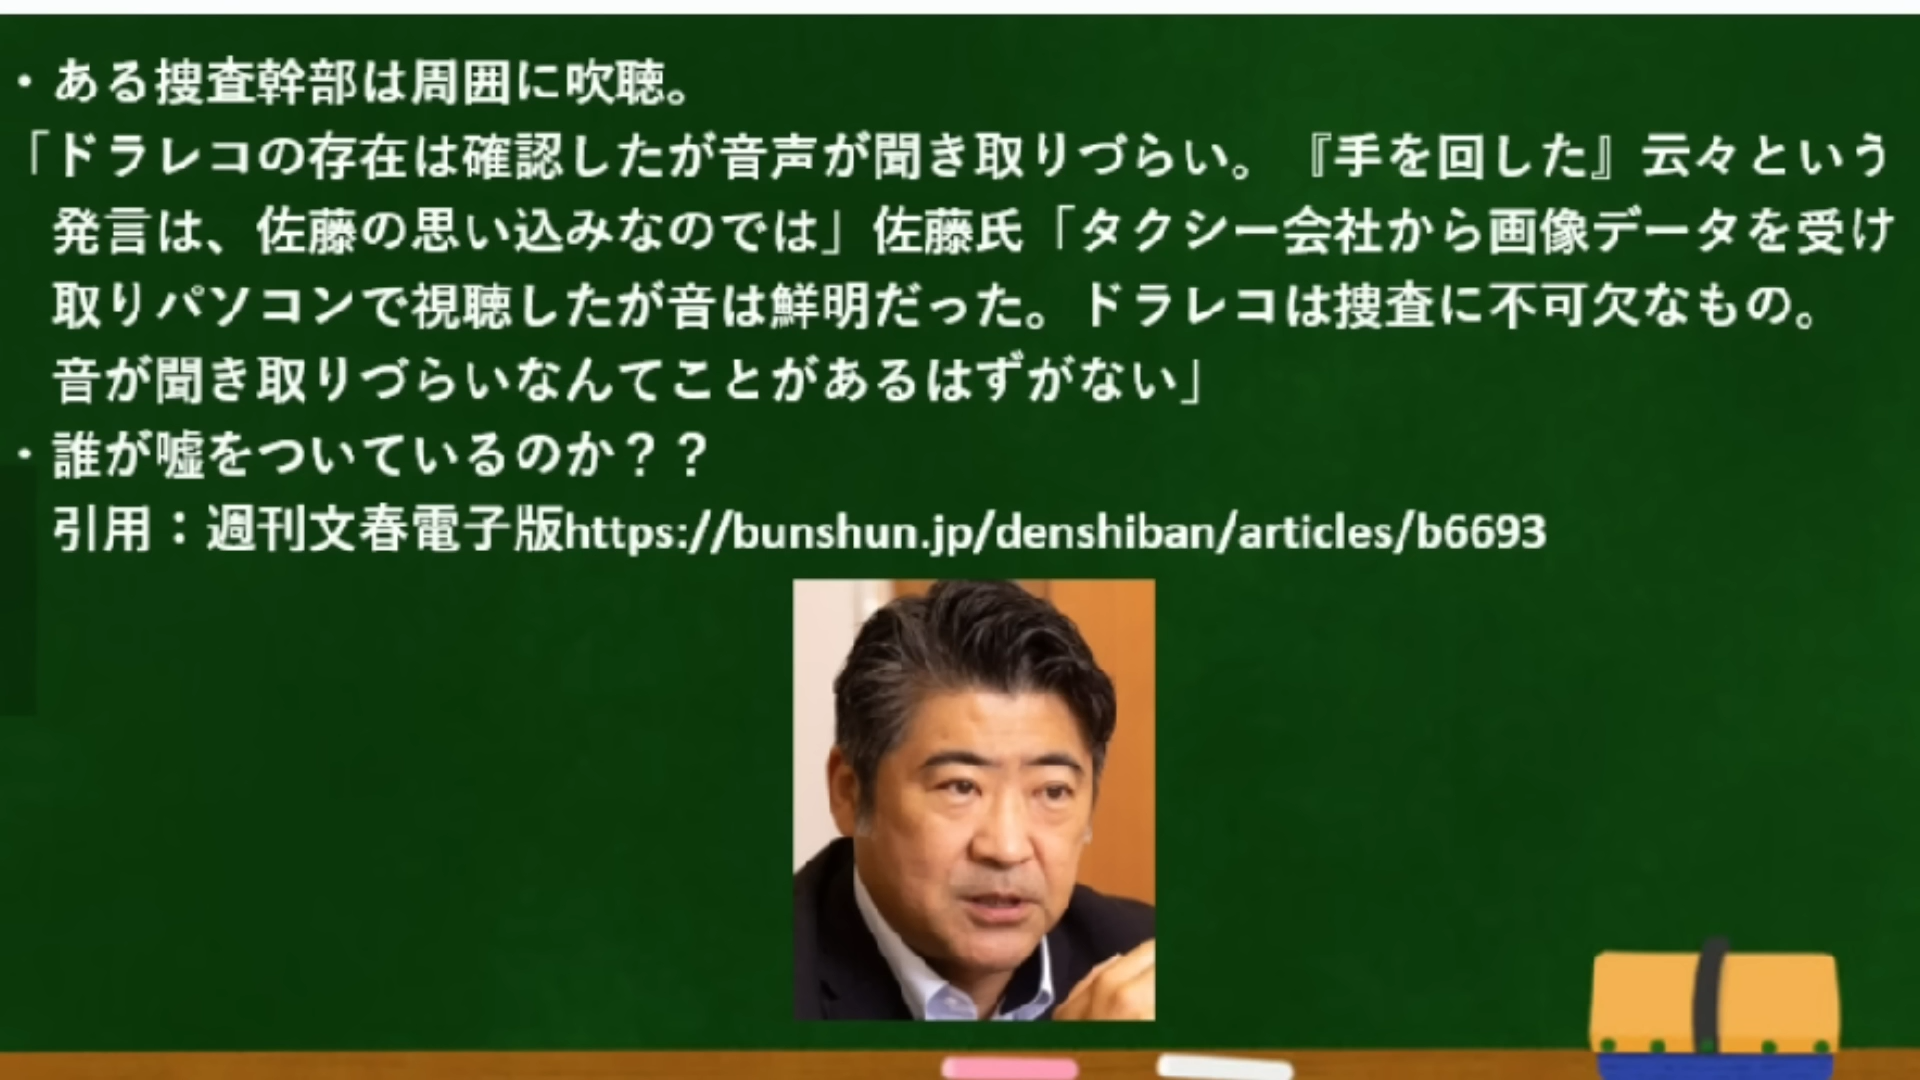 ・ある捜査幹部は周囲に吹聴。
「ドラレコの存在は確認したが音声が聞き取りづらい。『手を回した』云々という
発言は、佐藤の思い込みなのでは」佐藤氏「タクシー会社から画像データを受け
取りパソコンで視聴したが音は鮮明だった。ドラレコは捜査に不可欠なもの。
音が聞き取りづらいなんてことがあるはずがない」
・誰が嘘をついているのか？？
引用：週刊文春電子版https://bunshun.jp/denshiban/articles/b6693